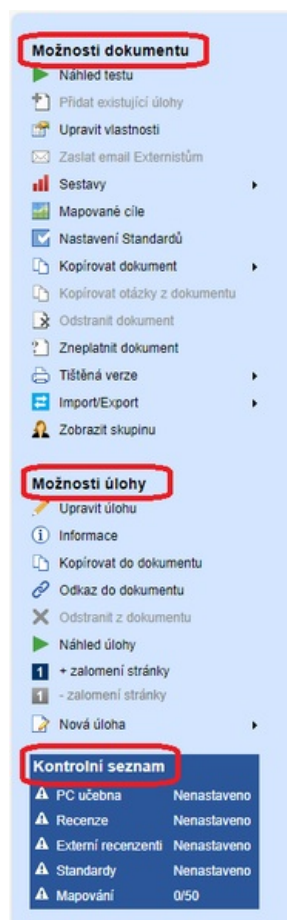 Možnosti dokumentu
Náhled testu
Přidat existující úlohy
Upravit vlastnosti
Zaslat email Externistům
Sestavy
Mapované cíle
Nastavení Standardů
Kopírovat dokument
Kopírovat otázky z dokumentu
Odstranit dokument
Zneplatnit dokument
Tištěná verze
Import/Export
Zobrazit skupinu
Možnosti úlohy
Upravit úlohu
Informace
Kopírovat do dokumentu
Odkaz do dokumentu
Odstranit z dokumentu
Náhled úlohy
1 + zalomení stránky
1 - zalomení stránky
Nová úloha
Kontrolní seznam
PC učebna Nenastaveno
Recenze Nenastaveno
Externí recenzenti Nenastaveno
Standardy Nenastaveno
Mapování 0/50